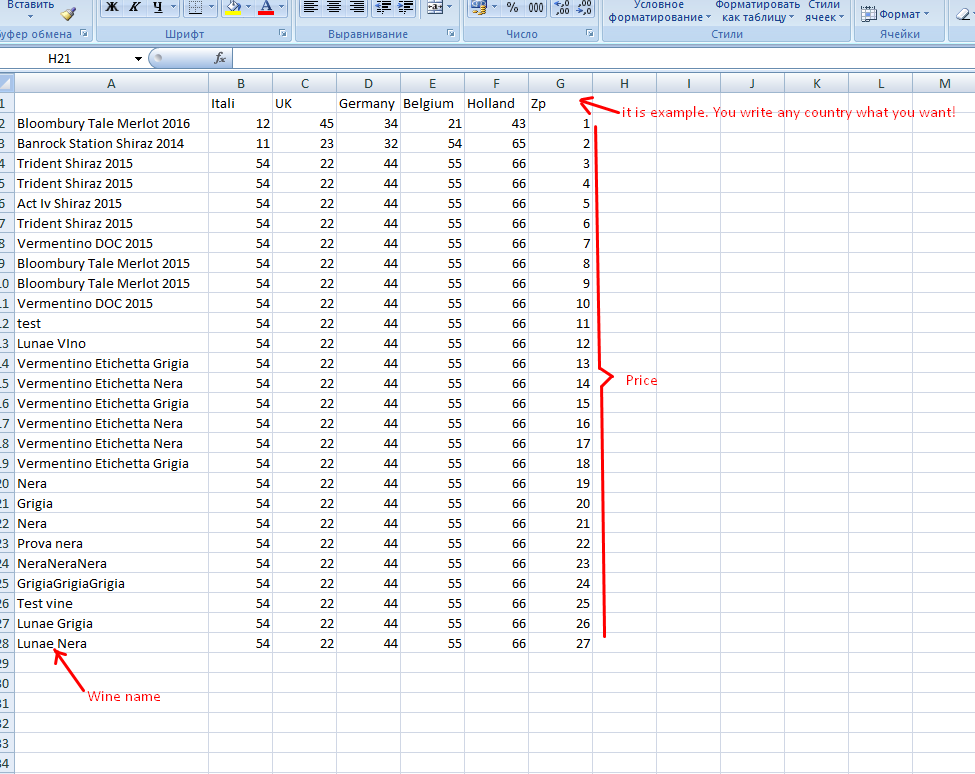 Вставить Ж К Ч А % 000 ,00 ,00 Условное Форматировать Стили
форматирование как таблицу ячеек Формат
уфер обмена Шрифт Выравнивание Число Стили Ячейки
H21 fx
A B C D E F G H I J K L M
1 Itali UK Germany Belgium Holland Zp
it is example. You write any country what you want!
2 Bloombury Tale Merlot 2016 12 45 34 21 43 1
3 Banrock Station Shiraz 2014 11 23 32 54 65 2
4 Trident Shiraz 2015 54 22 44 55 66 3
5 Trident Shiraz 2015 54 22 44 55 66 4
6 Act Iv Shiraz 2015 54 22 44 55 66 5
7 Trident Shiraz 2015 54 22 44 55 66 6
8 Vermentino DOC 2015 54 22 44 55 66 7
9 Bloombury Tale Merlot 2015 54 22 44 55 66 8
10 Bloombury Tale Merlot 2015 54 22 44 55 66 9
11 Vermentino DOC 2015 54 22 44 55 66 10
12 test 54 22 44 55 66 11
13 Lunae VIno 54 22 44 55 66 12
14 Vermentino Etichetta Grigia 54 22 44 55 66 13
15 Vermentino Etichetta Nera 54 22 44 55 66 14 Price
16 Vermentino Etichetta Grigia 54 22 44 55 66 15
17 Vermentino Etichetta Nera 54 22 44 55 66 16
18 Vermentino Etichetta Nera 54 22 44 55 66 17
19 Vermentino Etichetta Grigia 54 22 44 55 66 18
20 Nera 54 22 44 55 66 19
21 Grigia 54 22 44 55 66 20
22 Nera 54 22 44 55 66 21
23 Prova nera 54 22 44 55 66 22
24 NeraNeraNera 54 22 44 55 66 23
25 GrigiaGrigiaGrigia 54 22 44 55 66 24
26 Test vine 54 22 44 55 66 25
27 Lunae Grigia 54 22 44 55 66 26
28 Lunae Nera 54 22 44 55 66 27
29
30
Wine name
31
32
33
34